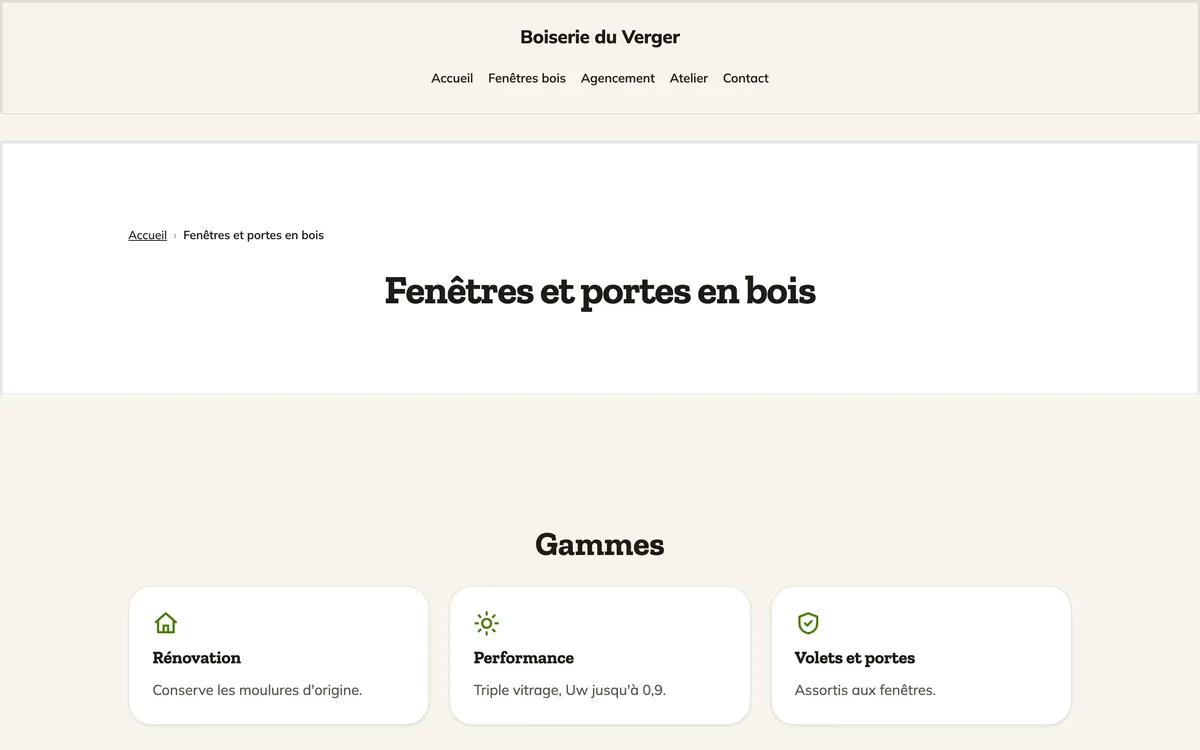 Boiserie du Verger
Accueil Fenêtres bois Agencement Atelier Contact
Accueil › Fenêtres et portes en bois
Fenêtres et portes en bois
Gammes
Rénovation
Conserve les moulures d'origine.
Performance
Triple vitrage, Uw jusqu'à 0,9.
Volets et portes
Assortis aux fenêtres.